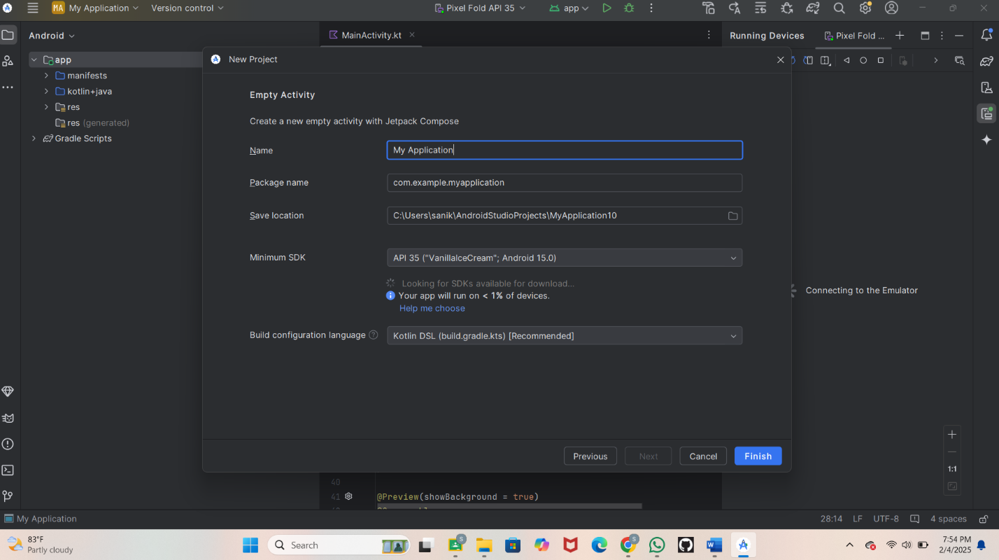 MA My Application
Version control
Pixel Fold API 35
app
Android
MainActivity.kt
Running Devices
Pixel Fold ...
app
manifests
kotlin+java
res
res (generated)
Gradle Scripts
New Project
Empty Activity
Create a new empty activity with Jetpack Compose
Name
My Application
Package name
com.example.myapplication
Save location
C:\Users\sanik\AndroidStudioProjects\MyApplication10
Minimum SDK
API 35 ("VanillaIceCream"; Android 15.0)
Looking for SDKs available for download...
Your app will run on < 1% of devices.
Help me choose
Build configuration language
Kotlin DSL (build.gradle.kts) [Recommended]
Previous
Next
Cancel
Finish
Connecting to the Emulator
1:1
40
41
@Preview(showBackground = true)
My Application
28:14
LF
UTF-8
4 spaces
83°F
Partly cloudy
Search
7:54 PM
2/4/2025